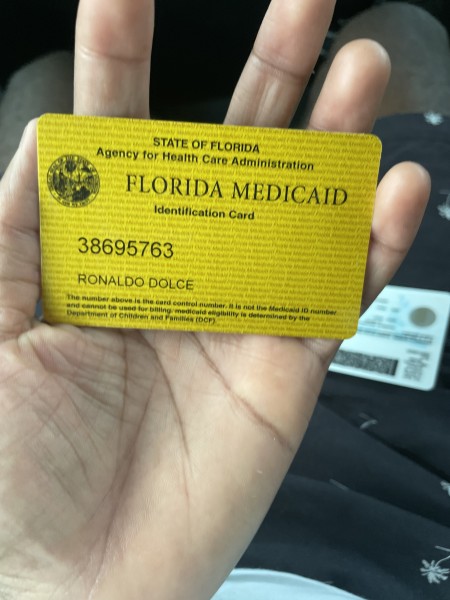 STATE OF FLORIDA
Agency for Health Care Administration
FLORIDA MEDICAID
Identification Card
38695763
RONALDO DOLCE
The number above is the card control number. It is not the Medicaid ID number
and cannot be used for billing. medicaid eligibility is determined by the
Department of Children and Families (DCF).